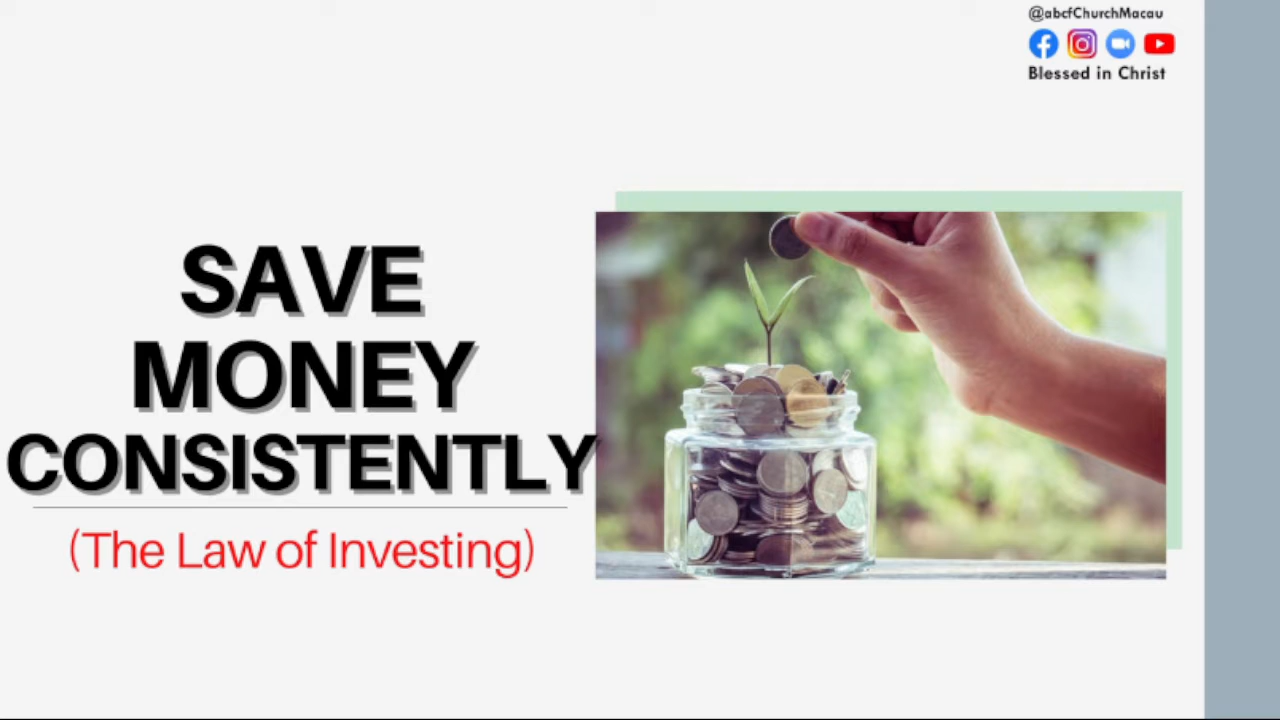 @abcfChurchMacau
Blessed in Christ
SAVE
MONEY
CONSISTENTLY
(The Law of Investing)